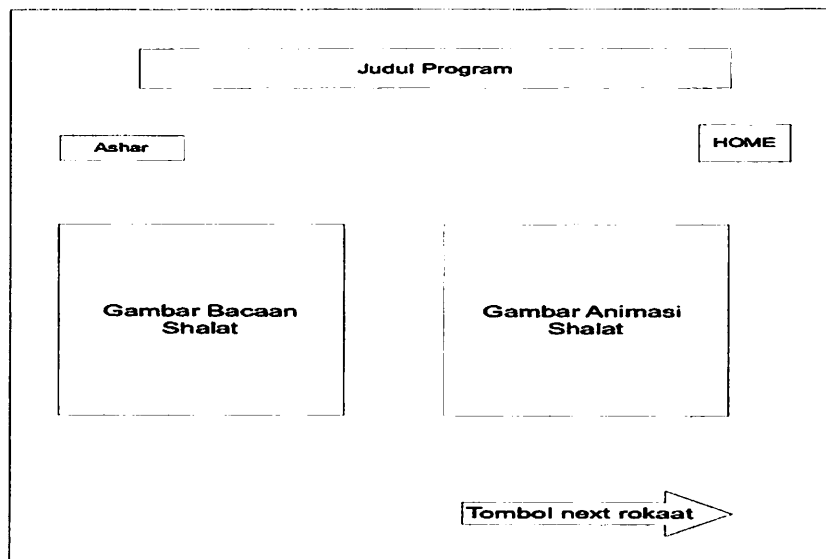 Judul Program
Ashar
HOME
Gambar Bacaan
Shalat
Gambar Animasi
Shalat
Tombol next rokaat